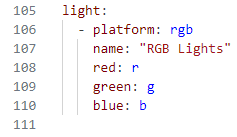 105 light:
106   - platform: rgb
107     name: "RGB Lights"
108     red: r
109     green: g
110     blue: b
111